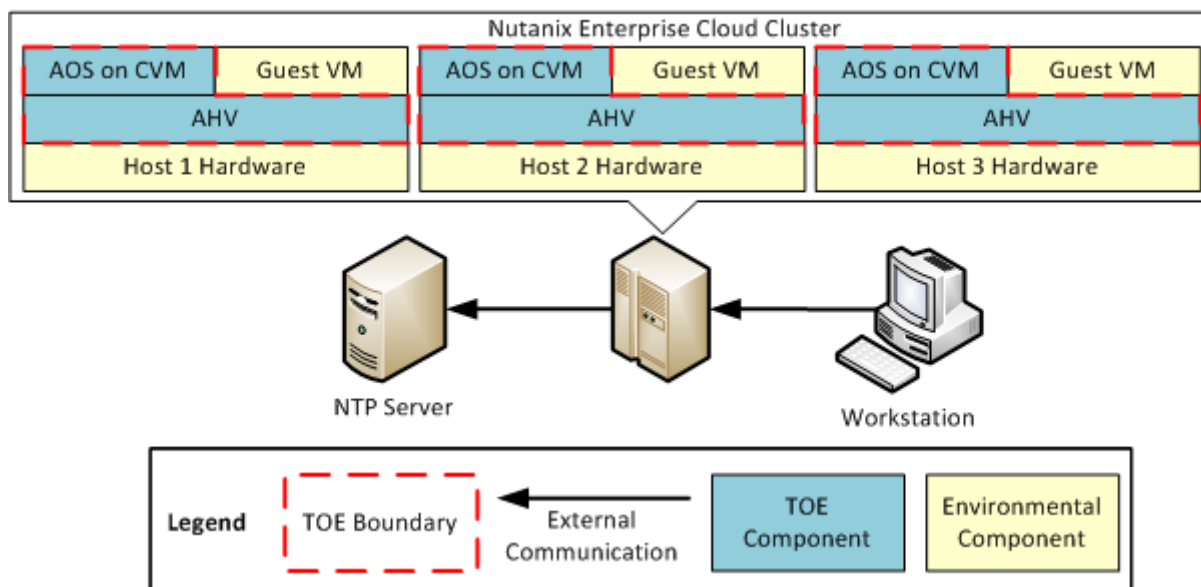 Nutanix Enterprise Cloud Cluster
AOS on CVM
Guest VM
AHV
Host 1 Hardware
AOS on CVM
Guest VM
AHV
Host 2 Hardware
AOS on CVM
Guest VM
AHV
Host 3 Hardware
NTP Server
Workstation
Legend
TOE Boundary
External
Communication
TOE
Component
Environmental
Component